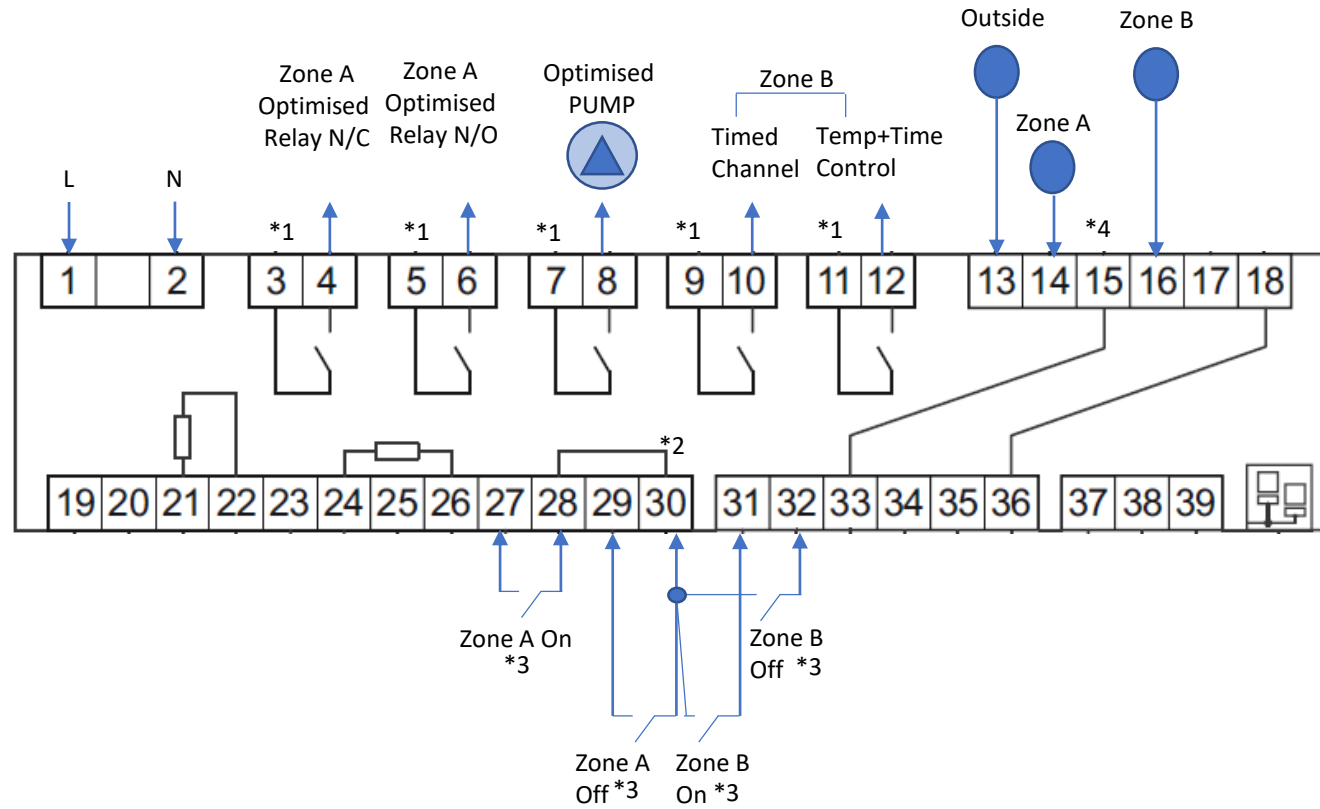 Outside
Zone B
Zone A
Optimised
Relay N/C
Zone A
Optimised
Relay N/O
Optimised
PUMP
Zone B
Timed
Channel
Temp+Time
Control
Zone A
L
N
*1
*1
*1
*1
*1
*4
1 2 3 4 5 6 7 8 9 10 11 12 13 14 15 16 17 18
*2
19 20 21 22 23 24 25 26 27 28 29 30 31 32 33 34 35 36 37 38 39
Zone A On
*3
Zone B
Off *3
Zone A
Off *3
Zone B
On *3